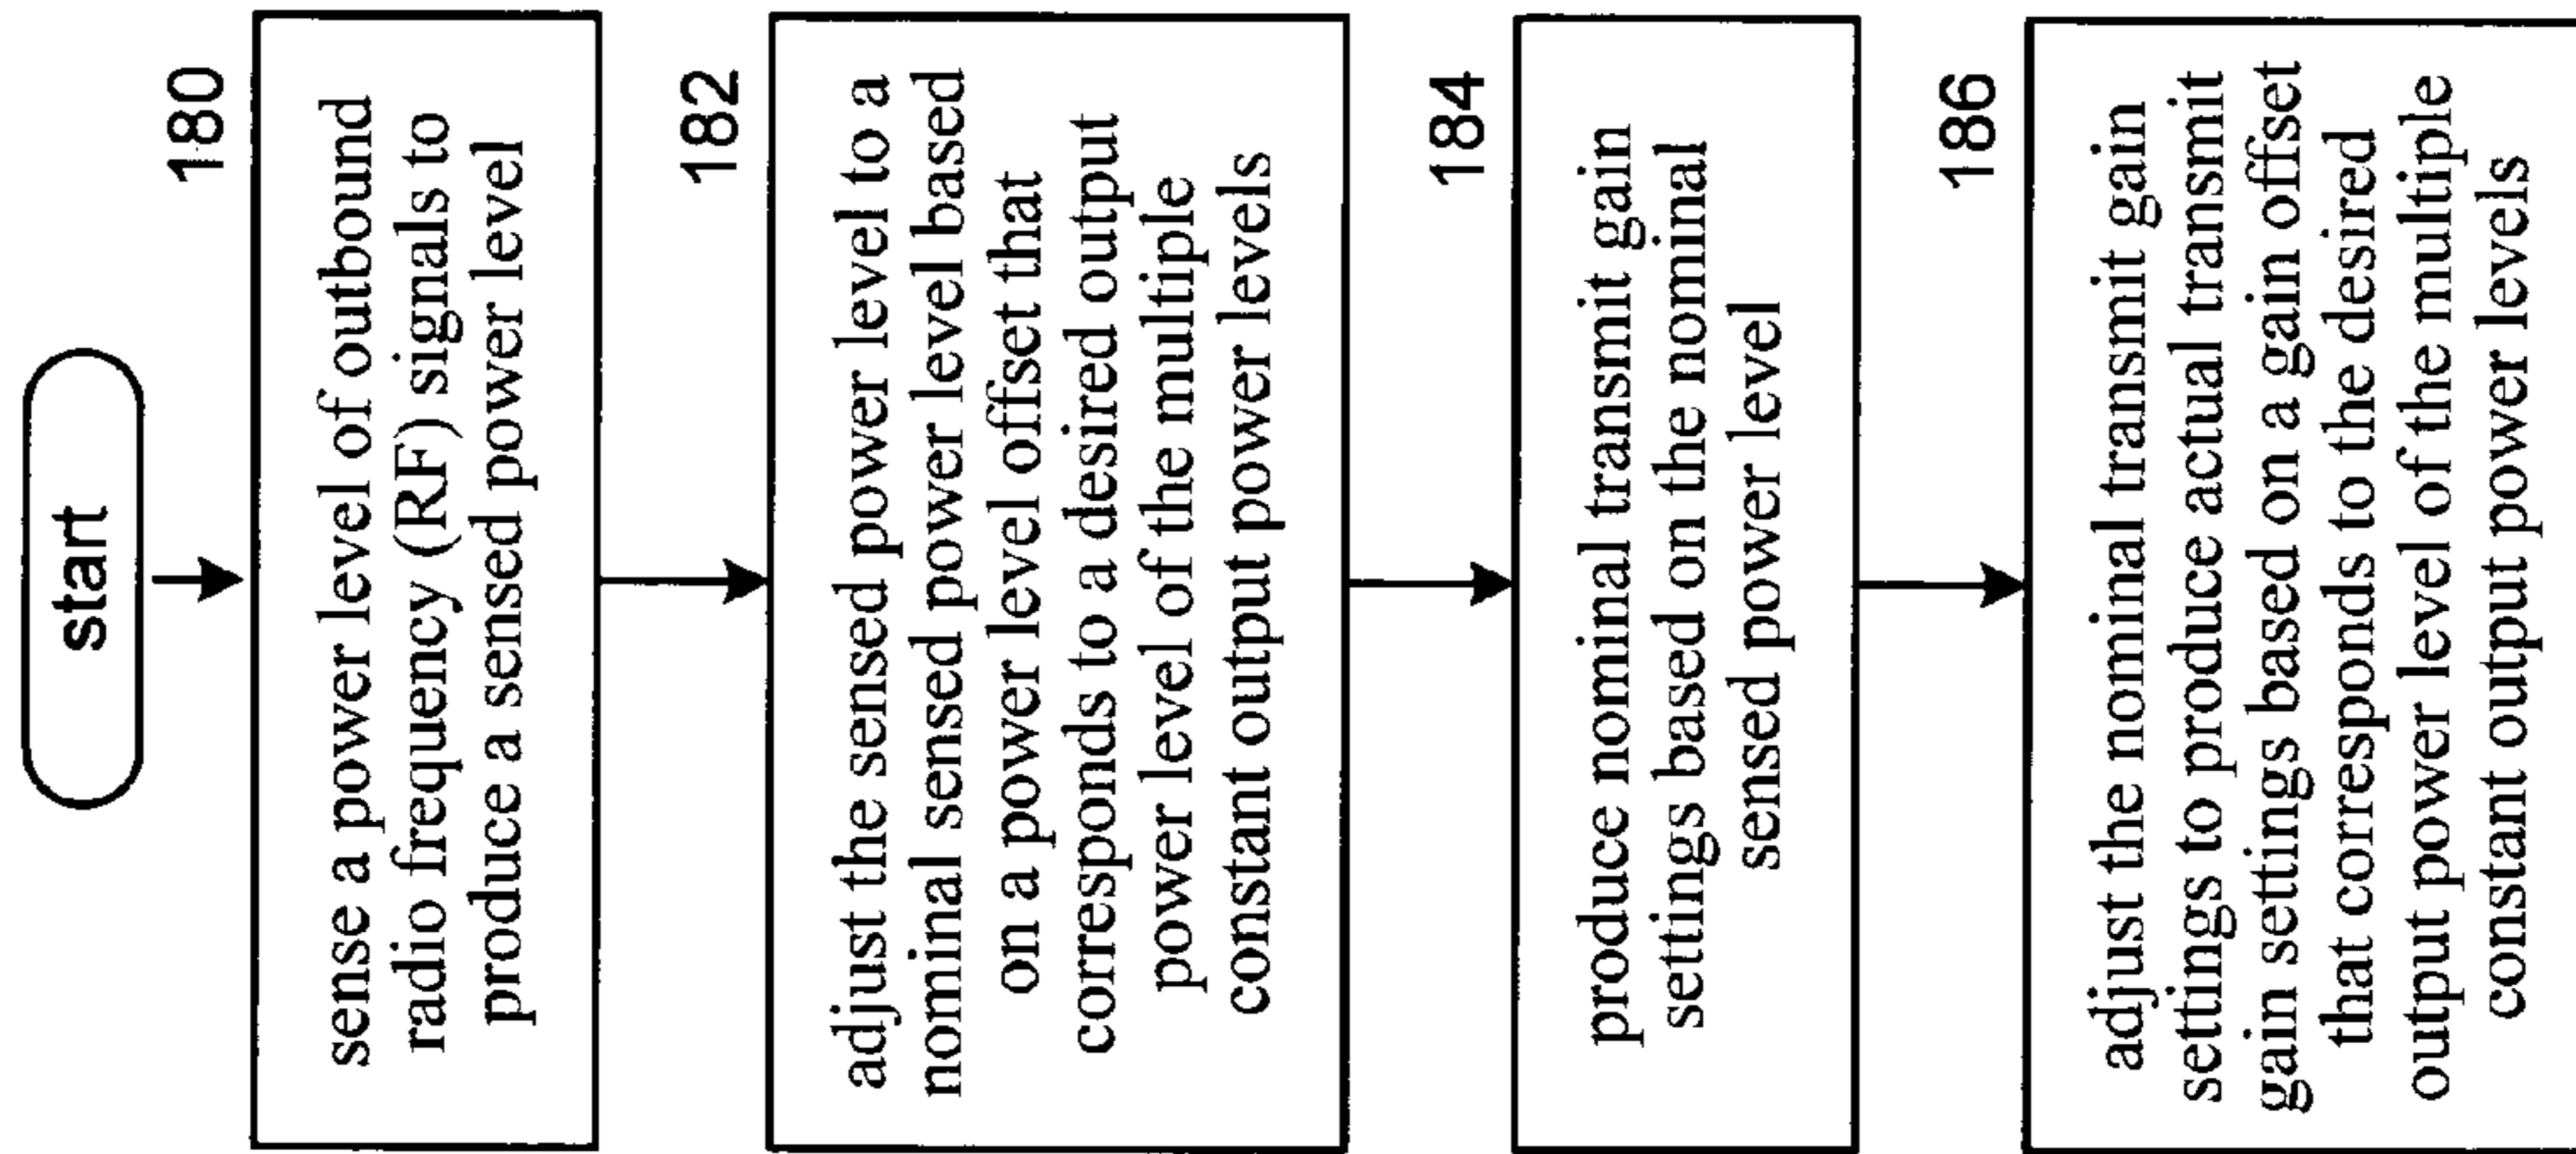 start
180
sense a power level of outbound
radio frequency (RF) signals to
produce a sensed power level
182
adjust the sensed power level to a
nominal sensed power level based
on a power level offset that
corresponds to a desired output
power level of the multiple
constant output power levels
184
produce nominal transmit gain
settings based on the nominal
sensed power level
186
adjust the nominal transmit gain
settings to produce actual transmit
gain settings based on a gain offset
that corresponds to the desired
output power level of the multiple
constant output power levels